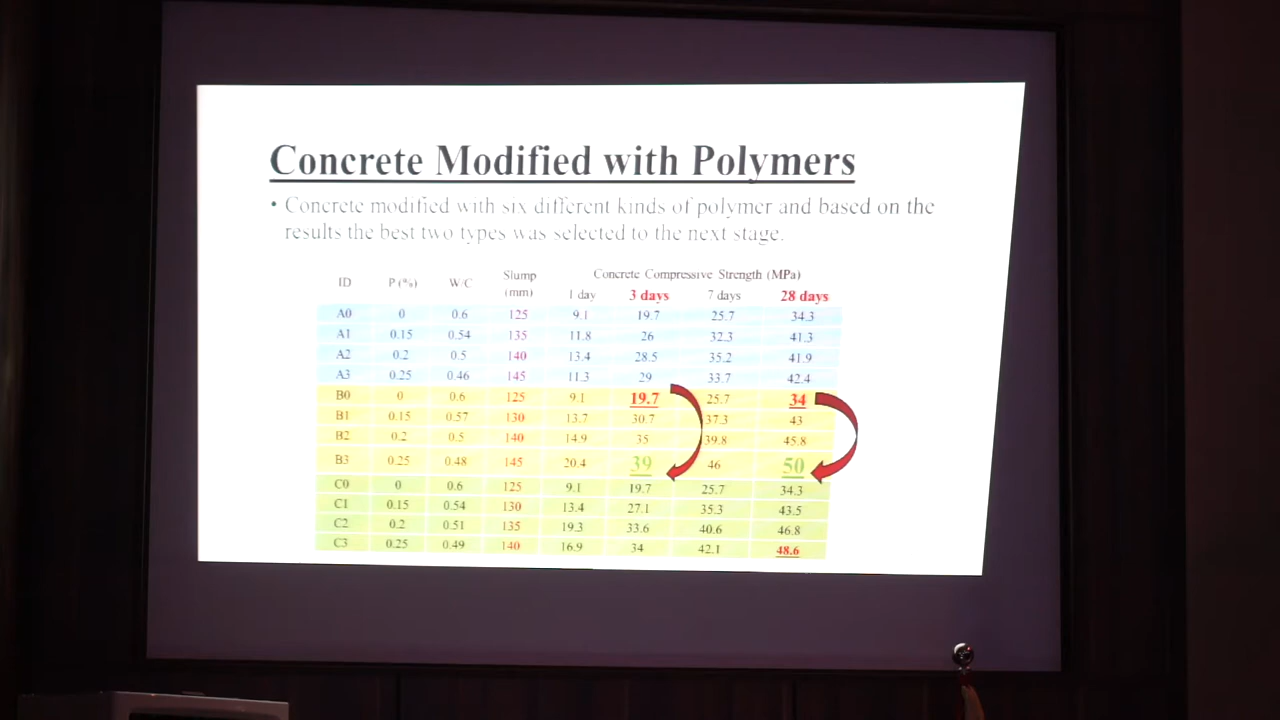 Concrete Modified with Polymers
• Concrete modified with six different kinds of polymer and based on the
results the best two types was selected to the next stage.
ID P (%) W/C Slump (mm) Concrete Compressive Strength (MPa)
1 day 3 days 7 days 28 days
A0 0 0.6 125 9.1 19.7 25.7 34.3
A1 0.15 0.54 135 11.8 26 32.3 41.3
A2 0.2 0.5 140 13.4 28.5 35.2 41.9
A3 0.25 0.46 145 11.3 29 33.7 42.4
B0 0 0.6 125 9.1 19.7 25.7 34
B1 0.15 0.57 130 13.7 30.7 37.3 43
B2 0.2 0.5 140 14.9 35 39.8 45.8
B3 0.25 0.48 145 20.4 39 46 50
C0 0 0.6 125 9.1 19.7 25.7 34.3
C1 0.15 0.54 130 13.4 27.1 35.3 43.5
C2 0.2 0.51 135 19.3 33.6 40.6 46.8
C3 0.25 0.49 140 16.9 34 42.1 48.6